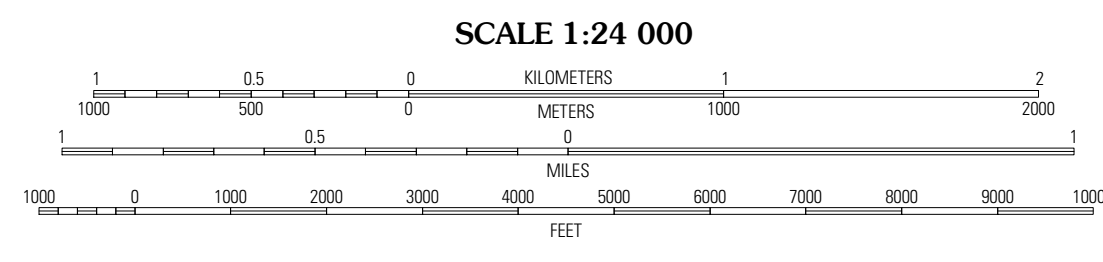 SCALE 1:24 000
1 0.5 0 KILOMETERS 1 2
1000 500 0 METERS 1000 2000
1 0.5 0 1
MILES
1000 0 1000 2000 3000 4000 5000 6000 7000 8000 9000 1000
FEET